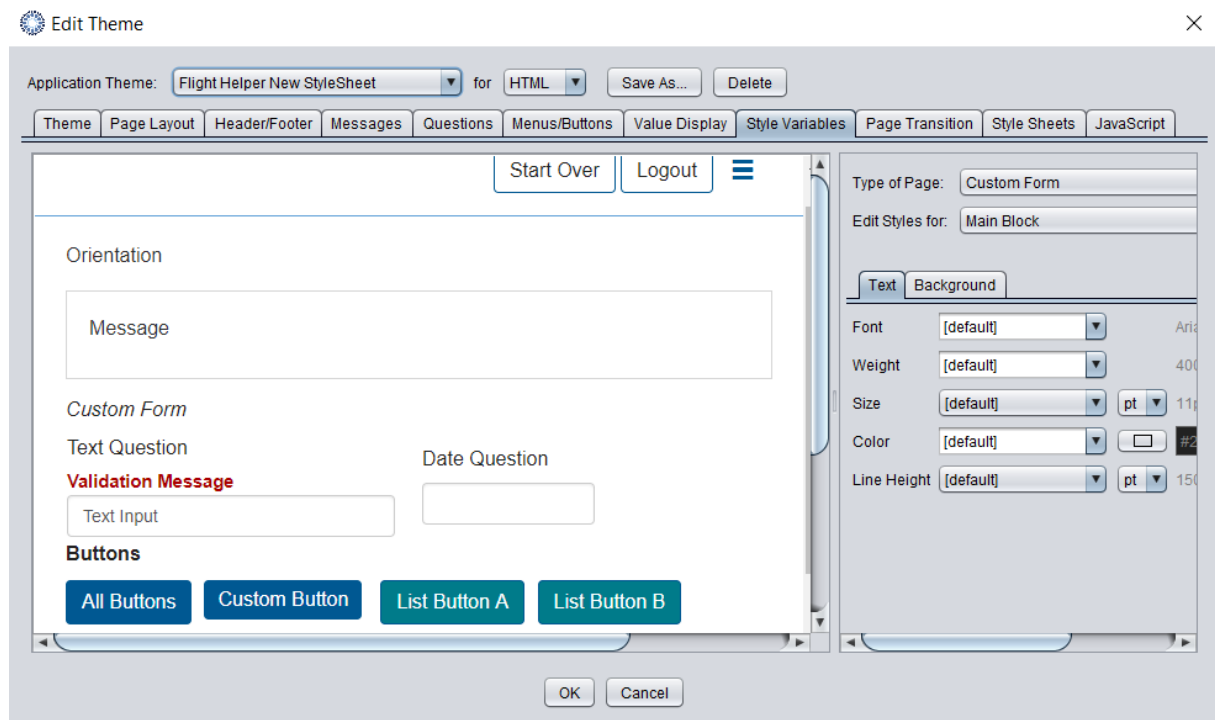 Edit Theme
Application Theme: Flight Helper New StyleSheet for HTML Save As... Delete
Theme Page Layout Header/Footer Messages Questions Menus/Buttons Value Display Style Variables Page Transition Style Sheets JavaScript
Start Over Logout
Type of Page: Custom Form
Edit Styles for: Main Block
Orientation
Text Background
Message
Font [default]
Weight [default] 400
Size [default] pt
Custom Form
Color [default] #2
Text Question
Date Question
Validation Message
Line Height [default] pt
Text Input
Buttons
All Buttons Custom Button List Button A List Button B
OK Cancel